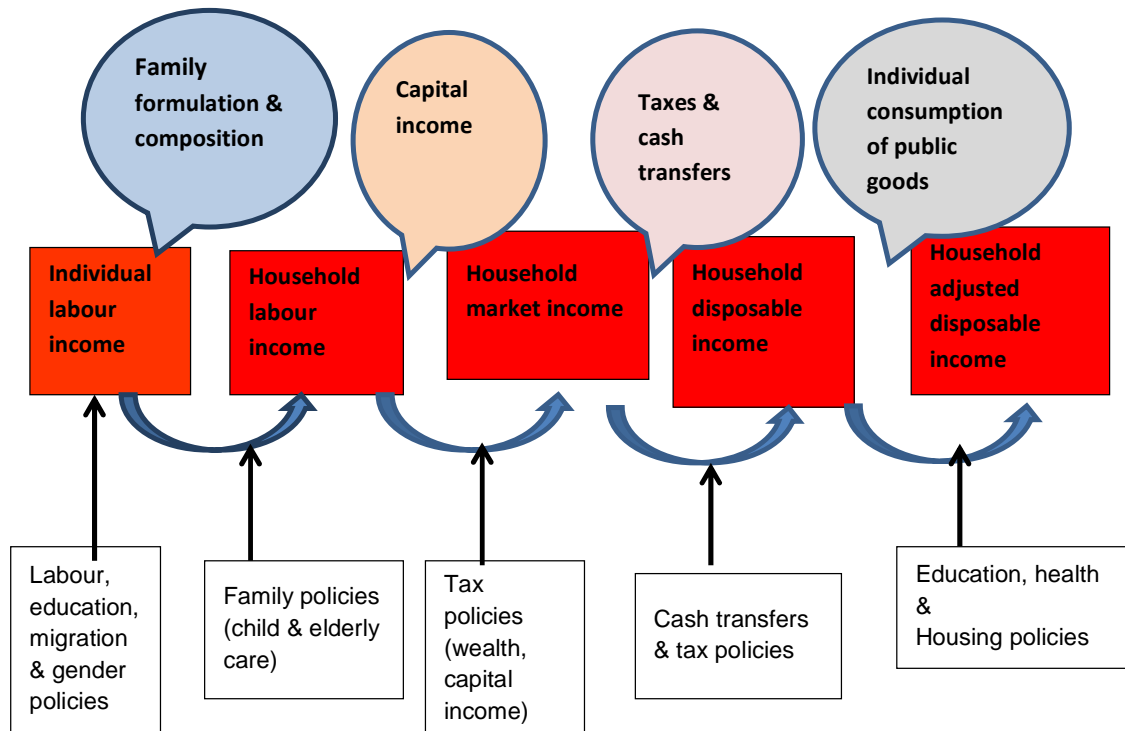 Family
formulation &
composition
Capital
income
Taxes &
cash
transfers
Individual
consumption
of public
goods
Individual
labour
income
Household
labour
income
Household
market income
Household
disposable
income
Household
adjusted
disposable
income
Labour,
education,
migration
& gender
policies
Family policies
(child & elderly
care)
Tax
policies
(wealth,
capital
income)
Cash transfers
& tax policies
Education, health
&
Housing policies